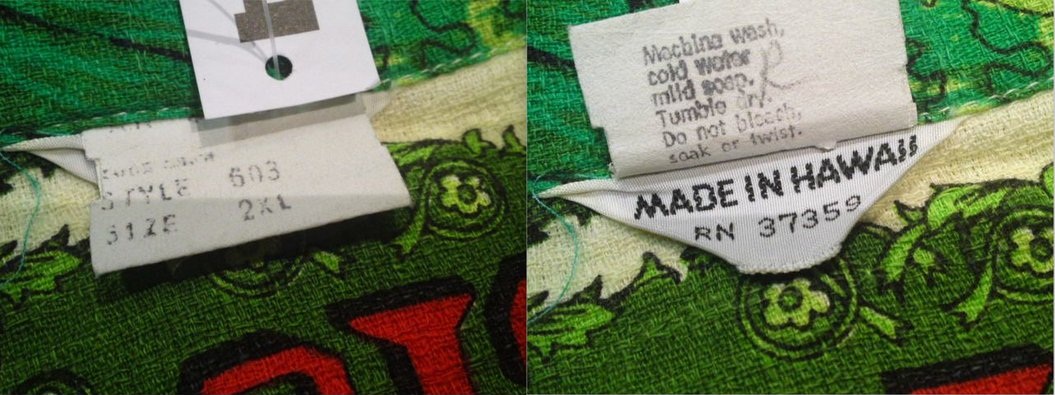 STYLE 503
SIZE 2XL
Machine wash,
cold water
mild soap.
Tumble dry.
Do not bleach,
soak or twist.
R
MADE IN HAWAII
RN 37359